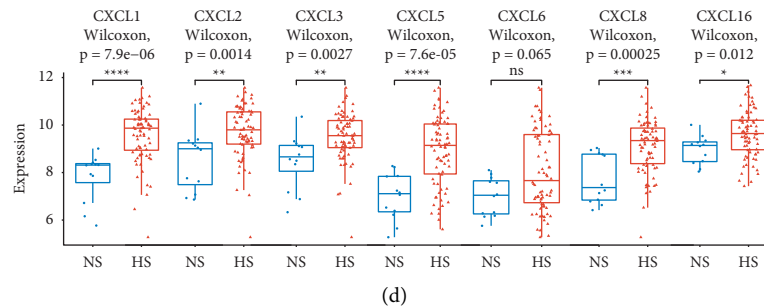 CXCL1 CXCL2 CXCL3 CXCL5 CXCL6 CXCL8 CXCL16
Wilcoxon, Wilcoxon, Wilcoxon, Wilcoxon, Wilcoxon, Wilcoxon, Wilcoxon,
p = 7.9e−06 p = 0.0014 p = 0.0027 p = 7.6e-05 p = 0.065 p = 0.00025 p = 0.012
12
**** ** ** **** ns *** *
10
8
6
Expression
NS HS NS HS NS HS NS HS NS HS NS HS NS HS
(d)